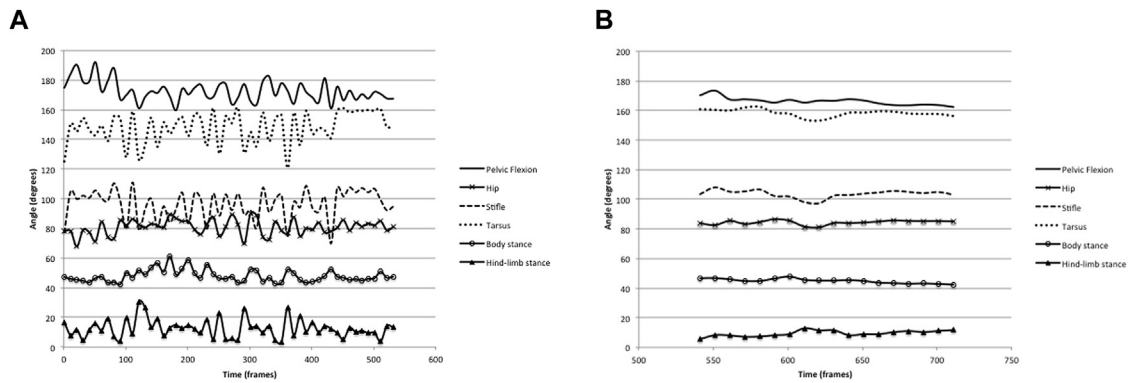 A
200
180
160
140
120
100
80
60
40
20
0
Angle (degrees)
0 100 200 300 400 500 600
Time (frames)
Pelvic Flexion
Hip
Stifle
Tarsus
Body stance
Hind-limb stance
B
200
180
160
140
120
100
80
60
40
20
0
Angle (degrees)
500 550 600 650 700 750
Time (frames)
Pelvic Flexion
Hip
Stifle
Tarsus
Body stance
Hind-limb stance